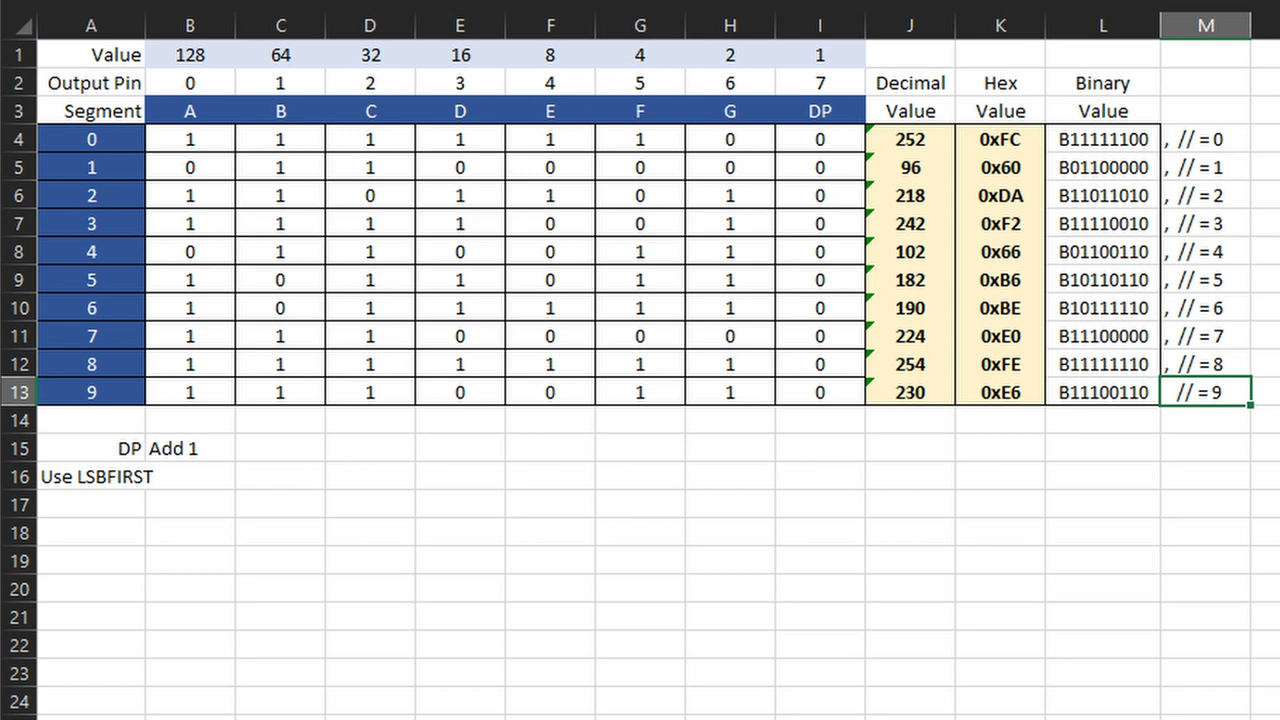 A B C D E F G H I J K L M
1 Value 128 64 32 16 8 4 2 1
2 Output Pin 0 1 2 3 4 5 6 7 Decimal Hex Binary
3 Segment A B C D E F G DP Value Value Value
4 0 1 1 1 1 1 1 0 0 252 0xFC B11111100 , // = 0
5 1 0 1 1 0 0 0 0 0 96 0x60 B01100000 , // = 1
6 2 1 1 0 1 1 0 1 0 218 0xDA B11011010 , // = 2
7 3 1 1 1 1 0 0 1 0 242 0xF2 B11110010 , // = 3
8 4 0 1 1 0 0 1 1 0 102 0x66 B01100110 , // = 4
9 5 1 0 1 1 0 1 1 0 182 0xB6 B10110110 , // = 5
10 6 1 0 1 1 1 1 1 0 190 0xBE B10111110 , // = 6
11 7 1 1 1 0 0 0 0 0 224 0xE0 B11100000 , // = 7
12 8 1 1 1 1 1 1 1 0 254 0xFE B11111110 , // = 8
13 9 1 1 1 0 0 1 1 0 230 0xE6 B11100110 // = 9
14
15 DP Add 1
16 Use LSBFIRST
17
18
19
20
21
22
23
24